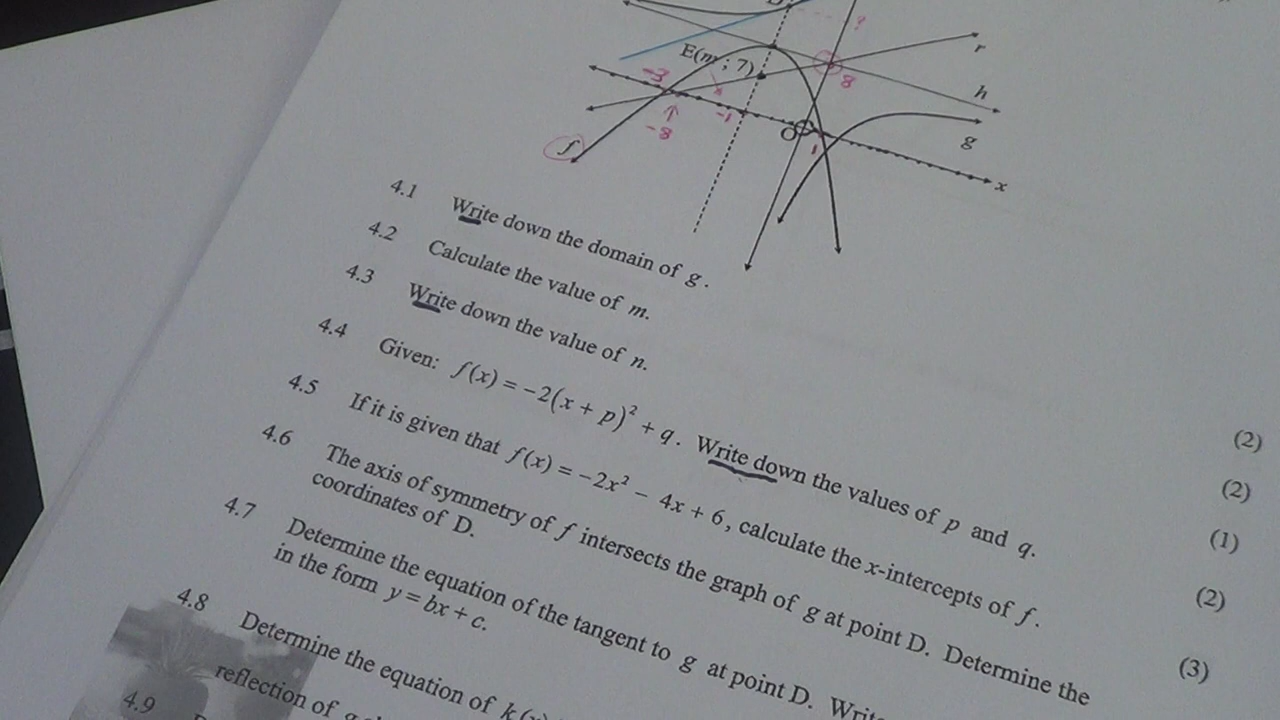 r
E(m ; 7)
-3
8
h
-1
-8
g
O
1
f
x
4.1 Write down the domain of g.
4.2 Calculate the value of m. (2)
4.3 Write down the value of n. (2)
4.4 Given: f(x) = −2(x + p)² + q. Write down the values of p and q. (1)
4.5 If it is given that f(x) = −2x² − 4x + 6, calculate the x-intercepts of f. (2)
4.6 The axis of symmetry of f intersects the graph of g at point D. Determine the
coordinates of D. (3)
4.7 Determine the equation of the tangent to g at point D. Write
in the form y = bx + c.
4.8 Determine the equation of k
reflection of
4.9